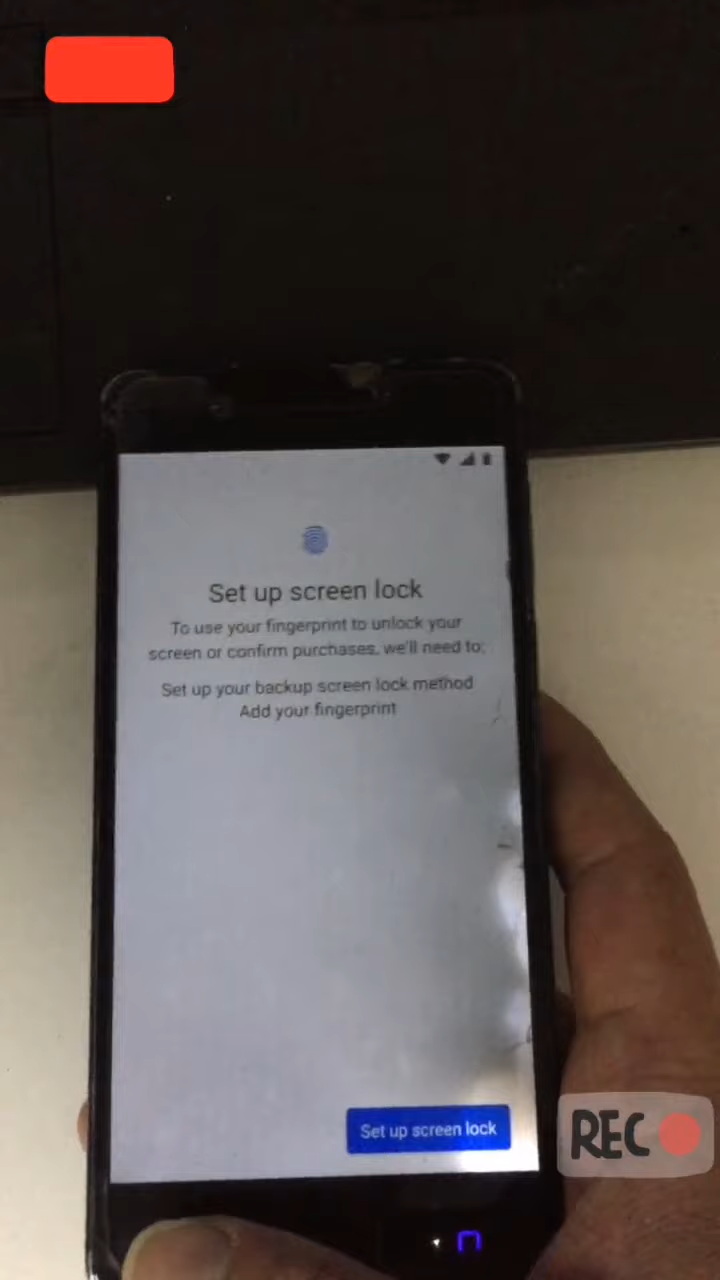 Set up screen lock
To use your fingerprint to unlock your
screen or confirm purchases, we'll need to:
Set up your backup screen lock method
Add your fingerprint
Set up screen lock
REC